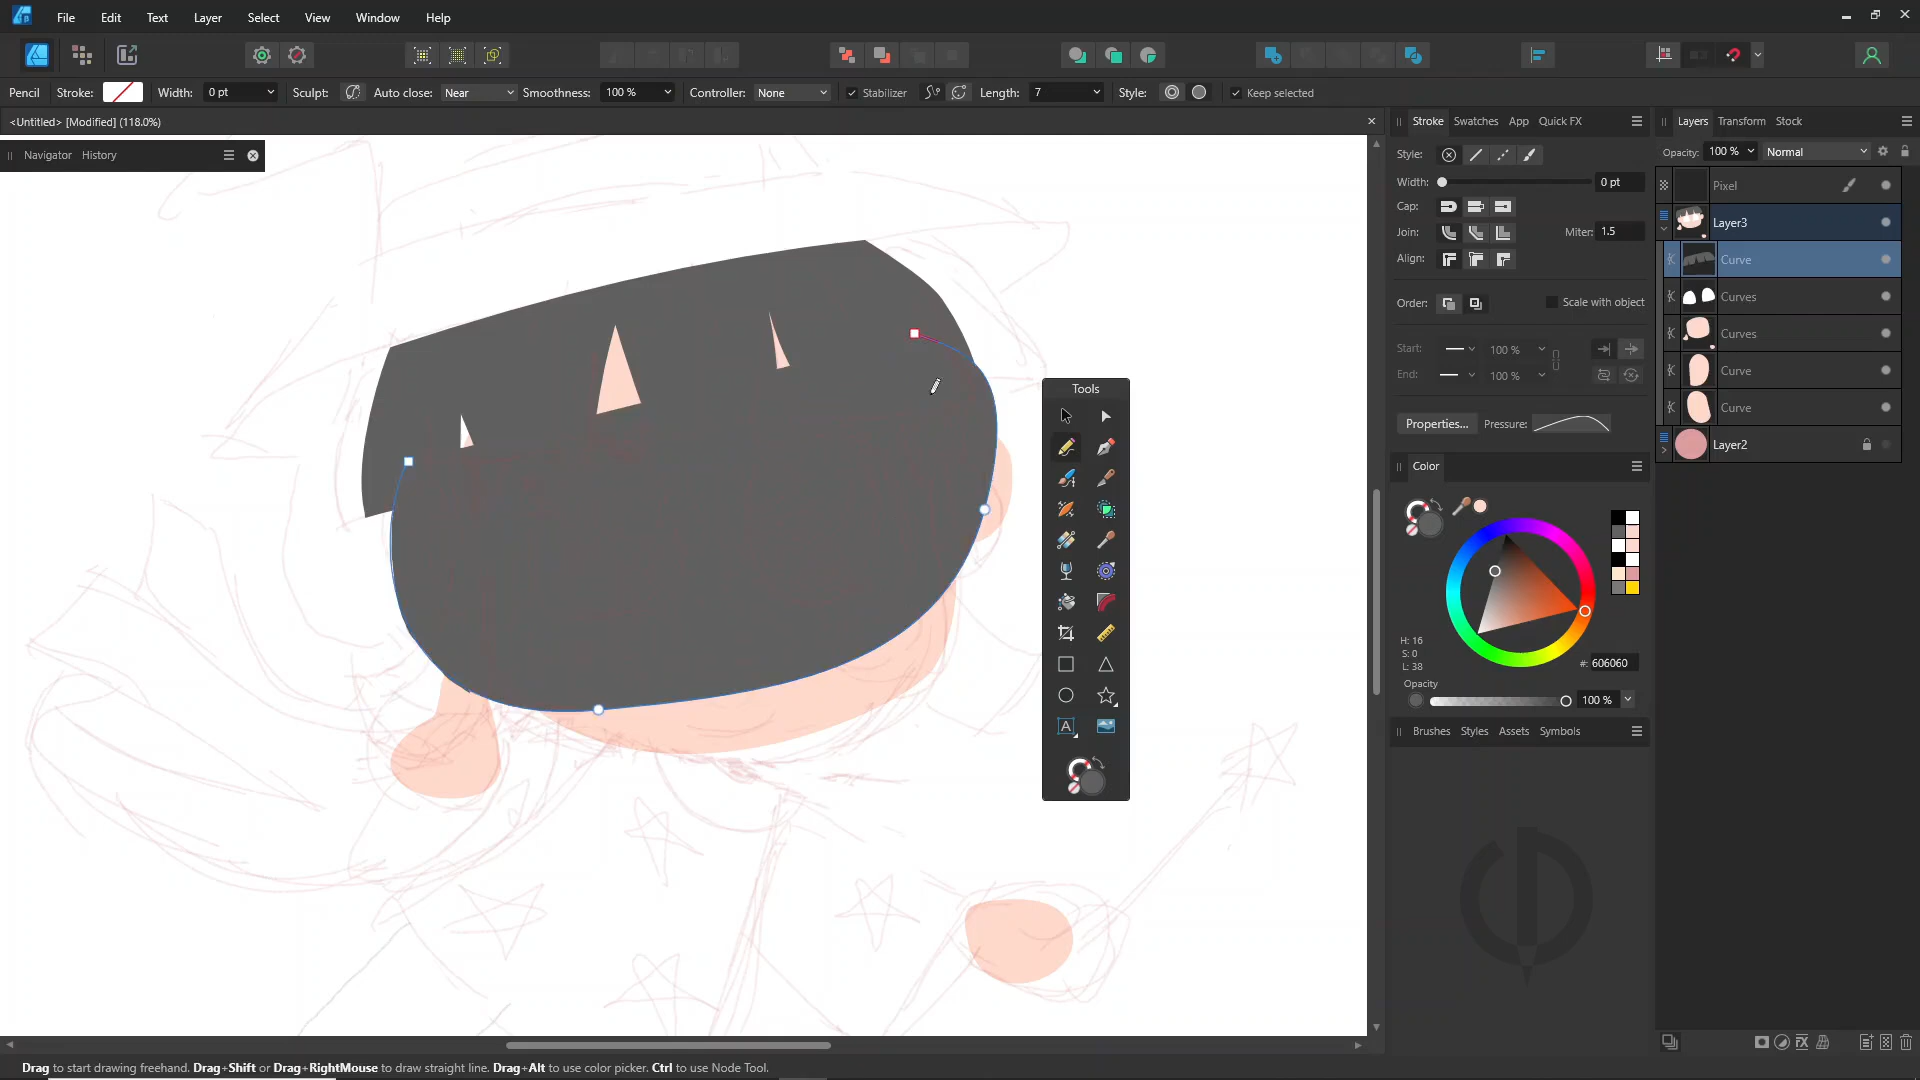 File Edit Text Layer Select View Window Help
Pencil Stroke: Width: 0 pt Sculpt: Auto close: Near Smoothness: 100 % Controller: None Stabilizer Length: 7 Style: Keep selected
<Untitled> [Modified] (118.0%)
Navigator History
Tools
Stroke Swatches App Quick FX
Style:
Width: 0 pt
Cap:
Join: Miter: 1.5
Align:
Order: Scale with object
Start: 100 %
End: 100 %
Properties... Pressure:
Color
H: 16
S: 0
L: 38
#: 606060
Opacity
100 %
Brushes Styles Assets Symbols
Layers Transform Stock
Opacity: 100 % Normal
Pixel
Layer3
Curve
Curves
Curves
Curve
Curve
Layer2
Drag to start drawing freehand. Drag+Shift or Drag+RightMouse to draw straight line. Drag+Alt to use color picker. Ctrl to use Node Tool.